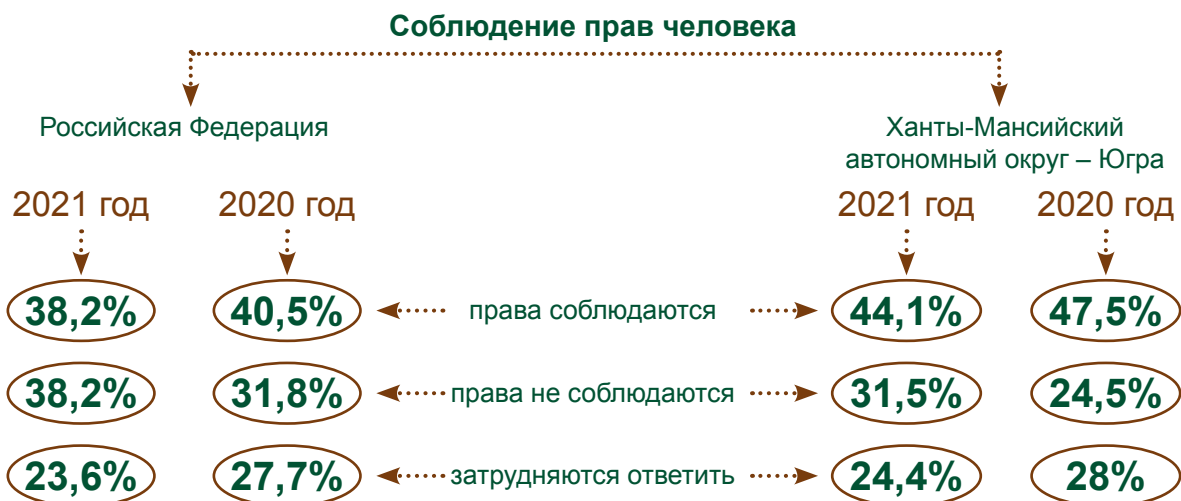 Соблюдение прав человека
Российская Федерация
Ханты-Мансийский
автономный округ – Югра
2021 год 2020 год 2021 год 2020 год
38,2% 40,5% права соблюдаются 44,1% 47,5%
38,2% 31,8% права не соблюдаются 31,5% 24,5%
23,6% 27,7% затрудняются ответить 24,4% 28%